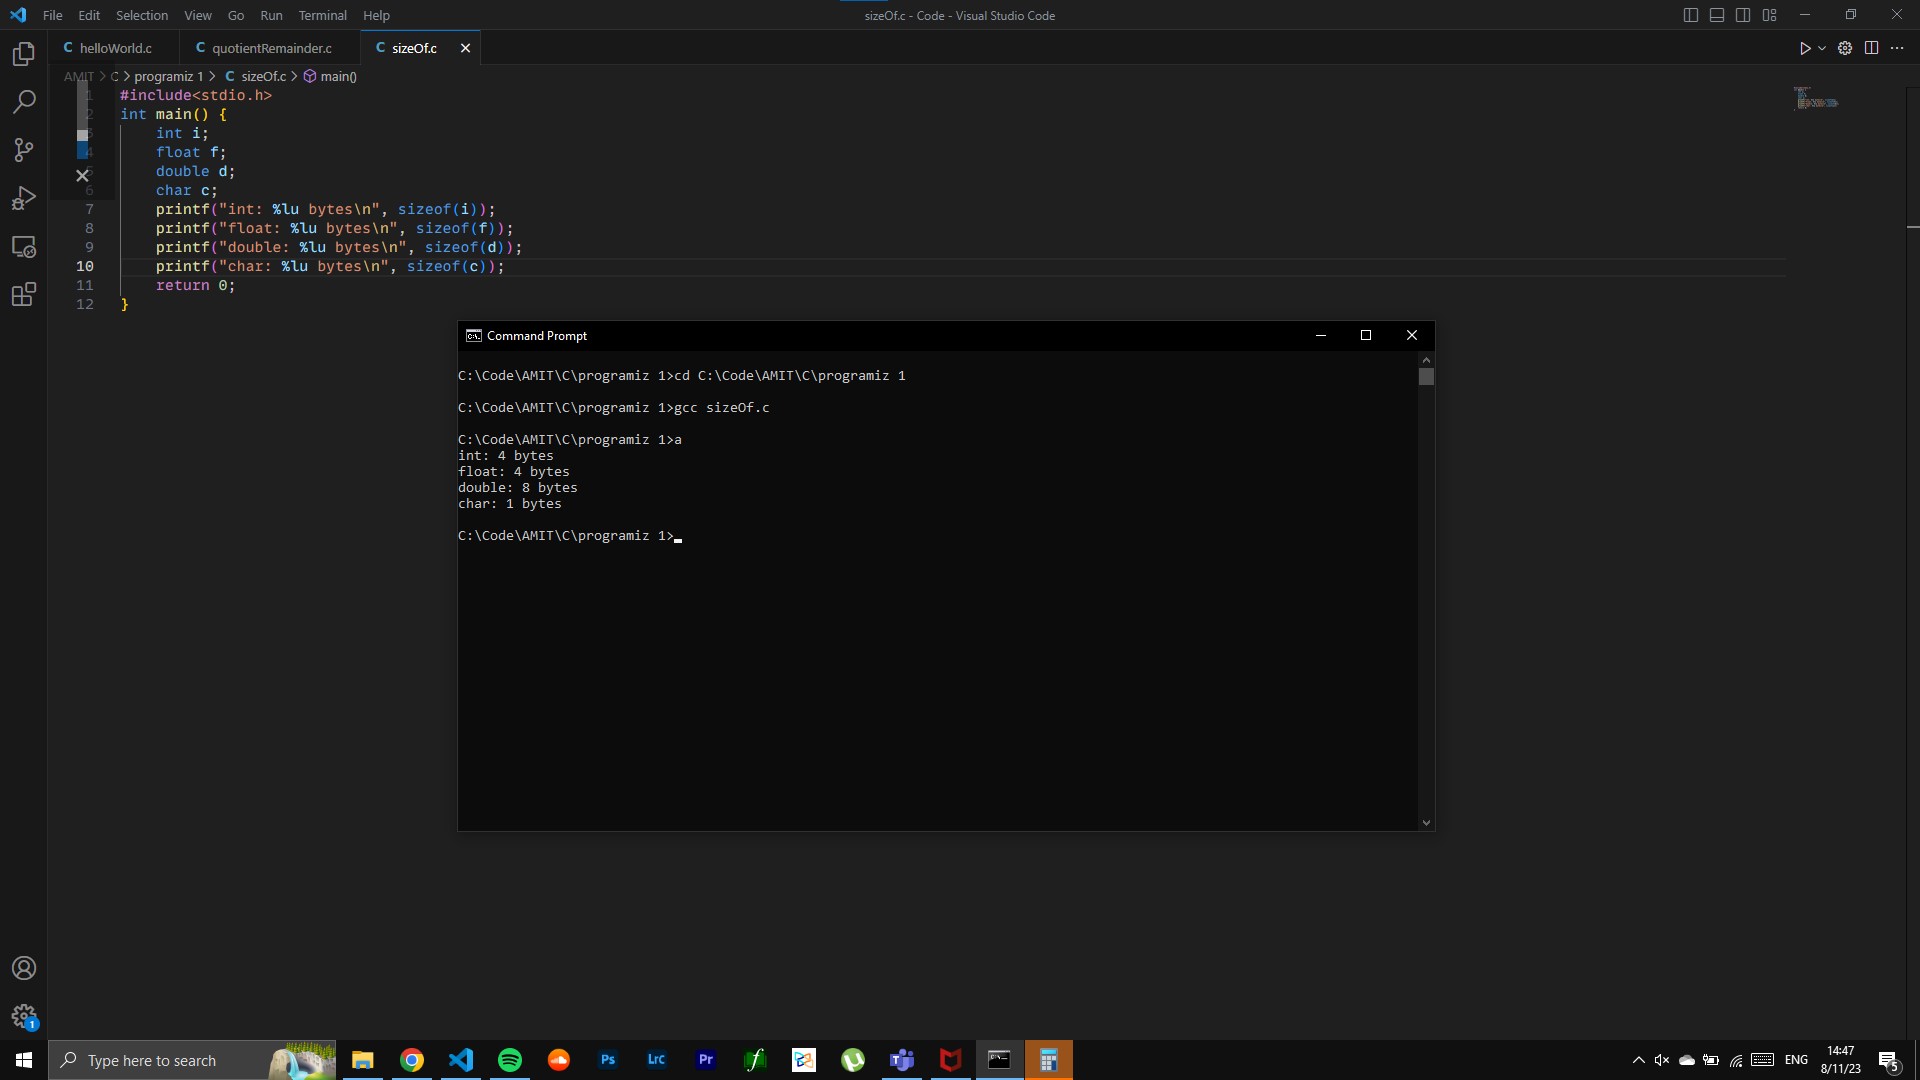 File Edit Selection View Go Run Terminal Help
sizeOf.c - Code - Visual Studio Code
C helloWorld.c
C quotientRemainder.c
C sizeOf.c
AMIT > C > programiz 1 > C sizeOf.c > main()
1 #include<stdio.h>
2 int main() {
3 int i;
4 float f;
5 double d;
6 char c;
7 printf("int: %lu bytes\n", sizeof(i));
8 printf("float: %lu bytes\n", sizeof(f));
9 printf("double: %lu bytes\n", sizeof(d));
10 printf("char: %lu bytes\n", sizeof(c));
11 return 0;
12 }
Command Prompt
C:\Code\AMIT\C\programiz 1>cd C:\Code\AMIT\C\programiz 1
C:\Code\AMIT\C\programiz 1>gcc sizeOf.c
C:\Code\AMIT\C\programiz 1>a
int: 4 bytes
float: 4 bytes
double: 8 bytes
char: 1 bytes
C:\Code\AMIT\C\programiz 1>
1
Type here to search
Ps
LrC
Pr
ENG
14:47
8/11/23
5